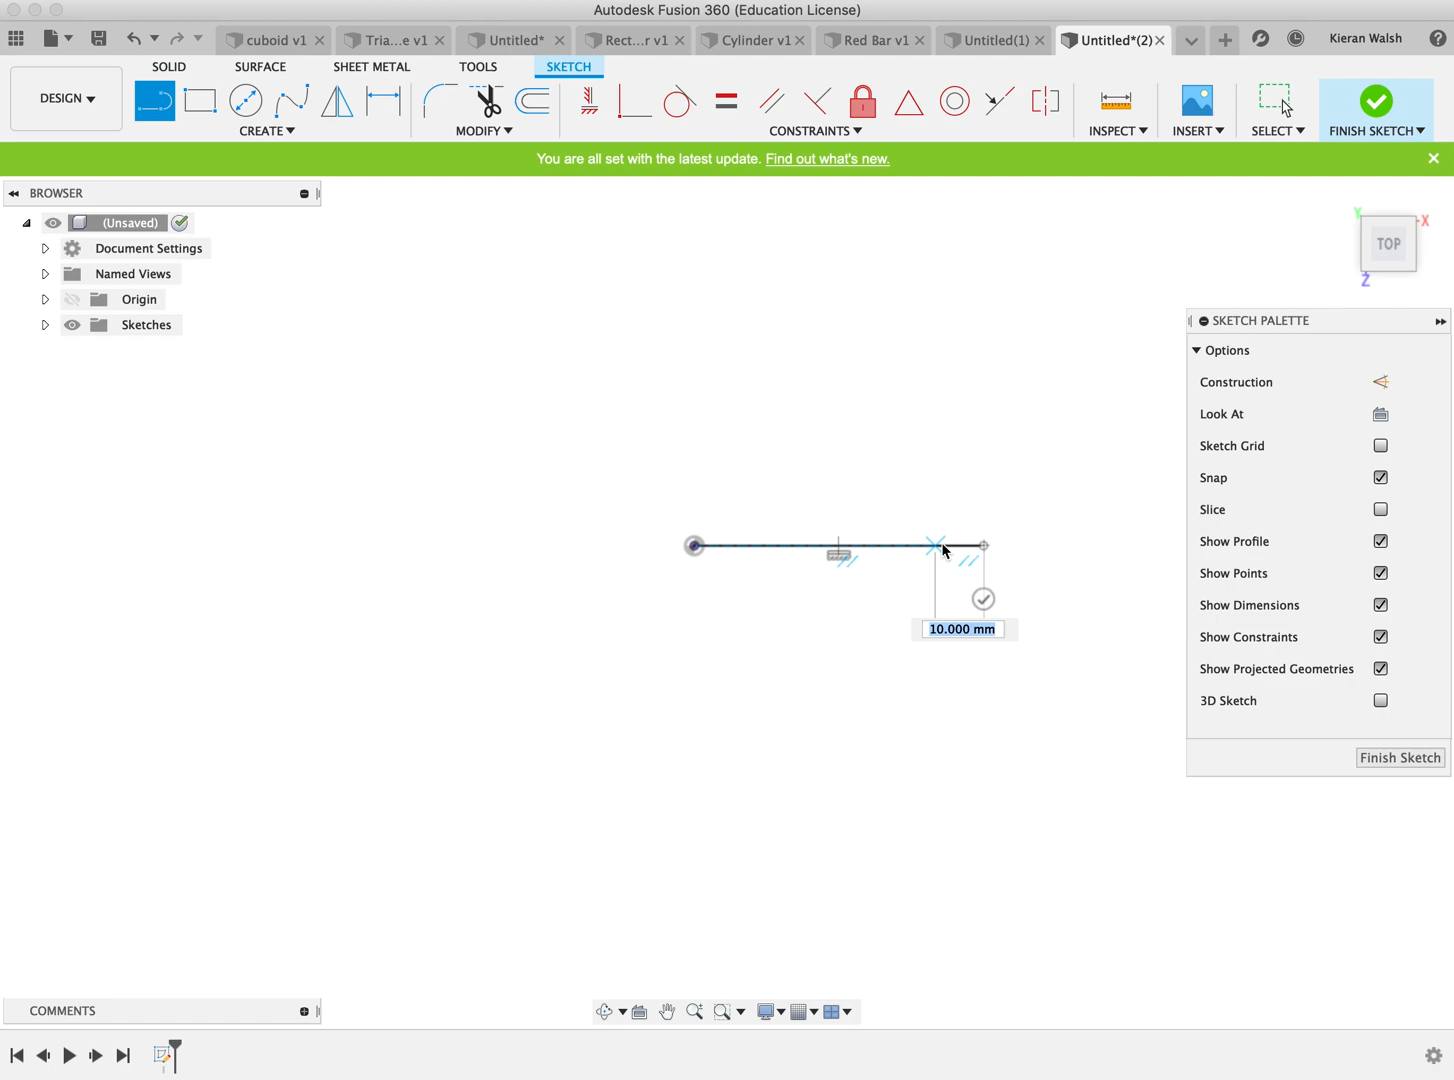 Autodesk Fusion 360 (Education License)
cuboid v1
Tria...e v1
Untitled*
Rect...r v1
Cylinder v1
Red Bar v1
Untitled(1)
Untitled*(2)
Kieran Walsh
SOLID
SURFACE
SHEET METAL
TOOLS
SKETCH
DESIGN
CREATE
MODIFY
CONSTRAINTS
INSPECT
INSERT
SELECT
FINISH SKETCH
You are all set with the latest update. Find out what's new.
BROWSER
(Unsaved)
Document Settings
Named Views
Origin
Sketches
Y
X
TOP
Z
SKETCH PALETTE
Options
Construction
Look At
Sketch Grid
Snap
Slice
Show Profile
Show Points
Show Dimensions
Show Constraints
Show Projected Geometries
3D Sketch
Finish Sketch
10.000 mm
COMMENTS